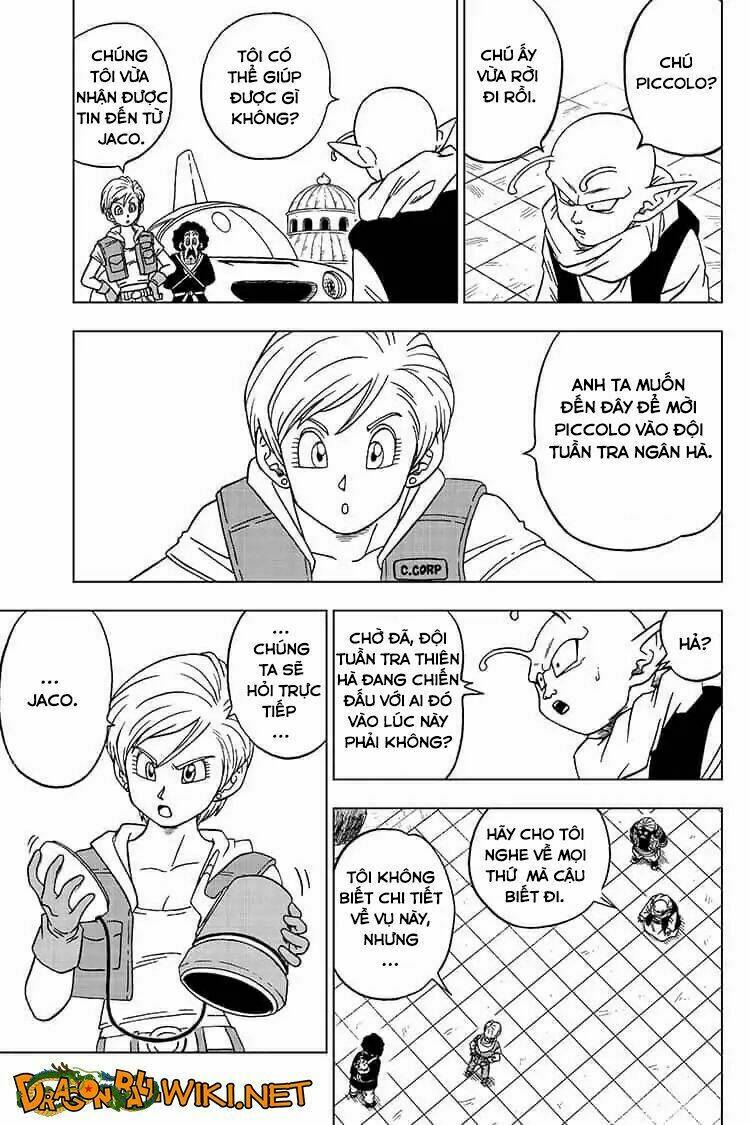 CHÚ
PICCOLO?
CHÚ ẤY
VỪA RỜI
ĐI RỒI.
TÔI CÓ
THỂ GIÚP
ĐƯỢC GÌ
KHÔNG?
CHÚNG
TÔI VỪA
NHẬN ĐƯỢC
TIN ĐẾN TỪ
JACO.
ANH TA MUỐN
ĐẾN ĐÂY ĐỂ MỜI
PICCOLO VÀO ĐỘI
TUẦN TRA NGÂN HÀ.
C.CORP
HẢ?
CHỜ ĐÃ, ĐỘI
TUẦN TRA THIÊN
HÀ ĐANG CHIẾN
ĐẤU VỚI AI ĐÓ
VÀO LÚC NÀY
PHẢI KHÔNG?
HÃY CHO TÔI
NGHE VỀ MỌI
THỨ MÀ CẬU
BIẾT ĐI.
TÔI KHÔNG
BIẾT CHI TIẾT
VỀ VỤ NÀY,
NHƯNG
...
...
CHÚNG
TA SẼ
HỎI TRỰC
TIẾP
...
...
JACO.
DRAGON BALL WIKI.NET